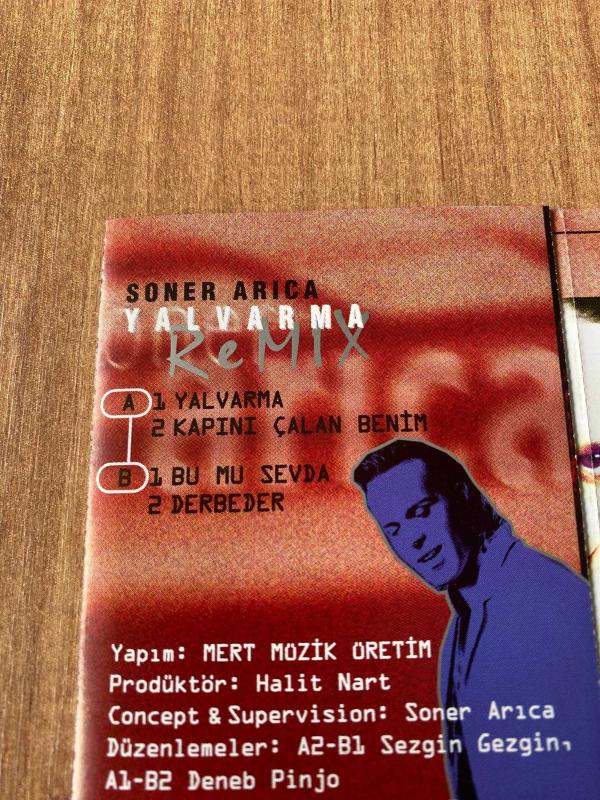 SONER ARICA
YALVARMA
ReMIX
A 1 YALVARMA
2 KAPINI ÇALAN BENİM
B 1 BU MU SEVDA
2 DERBEDER
Yapım: MERT MÜZİK ÜRETİM
Prodüktör: Halit Nart
Concept & Supervision: Soner Arıca
Düzenlemeler: A2-B1 Sezgin Gezgin,
A1-B2 Deneb Pinjo